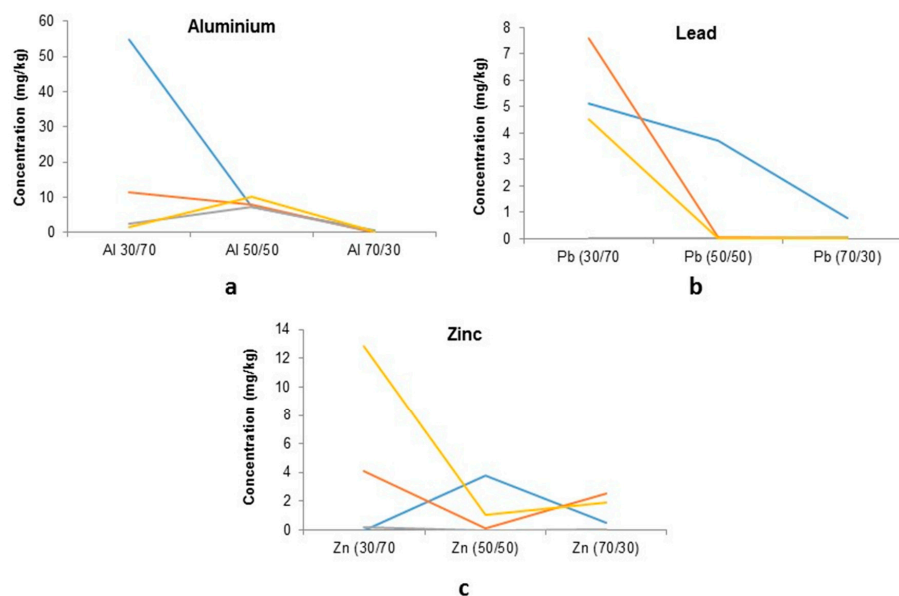 Aluminium
Concentration (mg/kg)
60
50
40
30
20
10
0
Al 30/70
Al 50/50
Al 70/30
a
Lead
Concentration (mg/kg)
8
7
6
5
4
3
2
1
0
Pb (30/70
Pb (50/50)
Pb (70/30)
b
Zinc
Concentration (mg/kg)
14
12
10
8
6
4
2
0
Zn (30/70
Zn (50/50)
Zn (70/30)
c